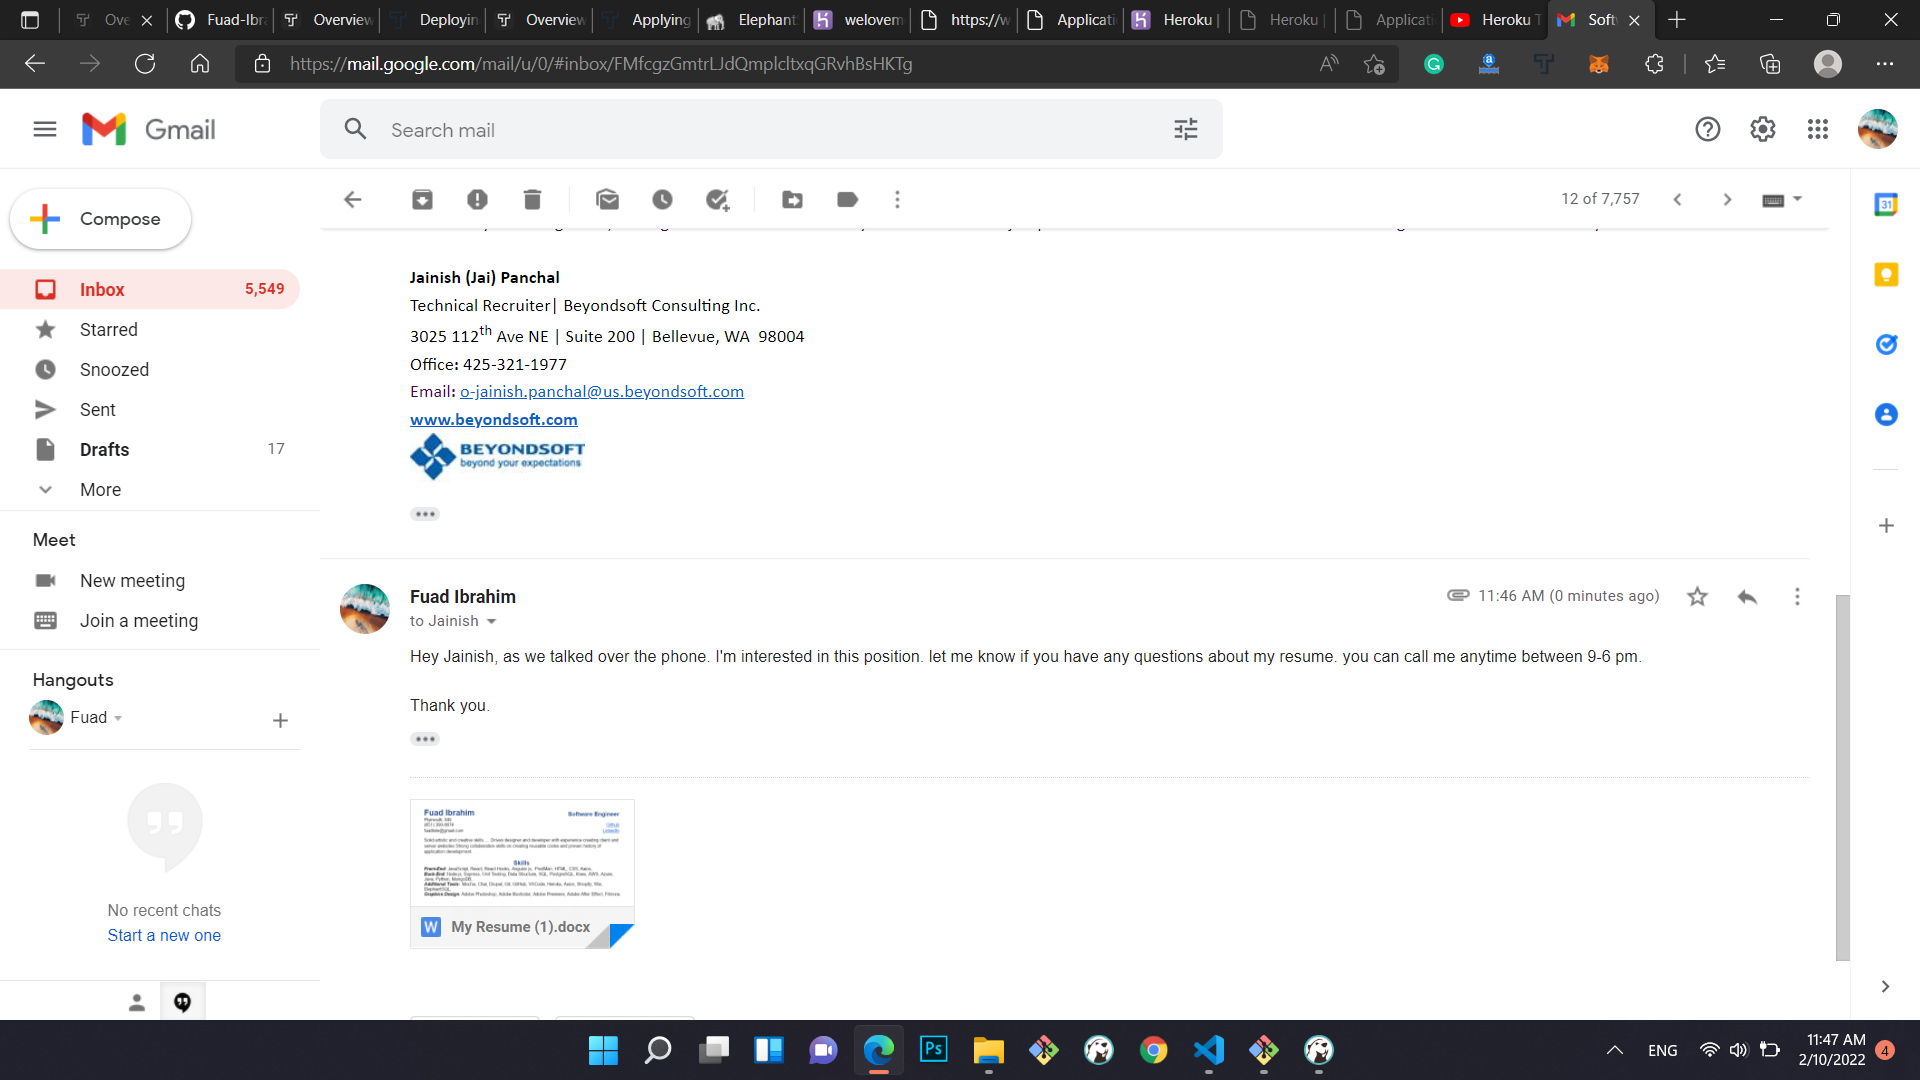 Ove
Fuad-Ibra
Overview
Deployin
Overview
Applying
Elephant
welovem
https://w
Applicati
Heroku |
Heroku |
Applicati
Heroku T
Soft
https://mail.google.com/mail/u/0/#inbox/FMfcgzGmtrLJdQmplcltxqGRvhBsHKTg
Gmail
Search mail
Compose
12 of 7,757
Inbox 5,549
Starred
Snoozed
Sent
Drafts 17
More
Meet
New meeting
Join a meeting
Hangouts
Fuad
No recent chats
Start a new one
Jainish (Jai) Panchal
Technical Recruiter| Beyondsoft Consulting Inc.
3025 112th Ave NE | Suite 200 | Bellevue, WA  98004
Office: 425-321-1977
Email: o-jainish.panchal@us.beyondsoft.com
www.beyondsoft.com
BEYONDSOFT
beyond your expectations
Fuad Ibrahim
11:46 AM (0 minutes ago)
to Jainish
Hey Jainish, as we talked over the phone. I'm interested in this position. let me know if you have any questions about my resume. you can call me anytime between 9-6 pm.
Thank you.
Fuad Ibrahim
Software Engineer
Skills
W My Resume (1).docx
31
Ps
ENG
11:47 AM
2/10/2022
4